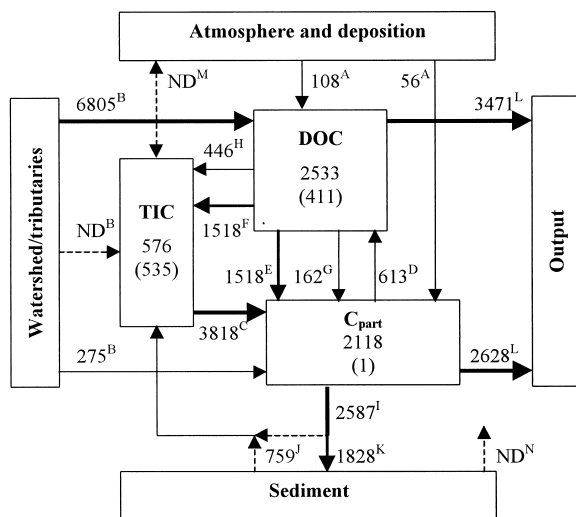 Atmosphere and deposition
ND^M
108^A
56^A
6805^B
3471^L
DOC
2533
(411)
446^H
TIC
576
(535)
ND^B
1518^F
Watershed/tributaries
Output
1518^E
162^G
613^D
3818^C
C_part
2118
(1)
275^B
2628^L
2587^I
759^J
1828^K
ND^N
Sediment